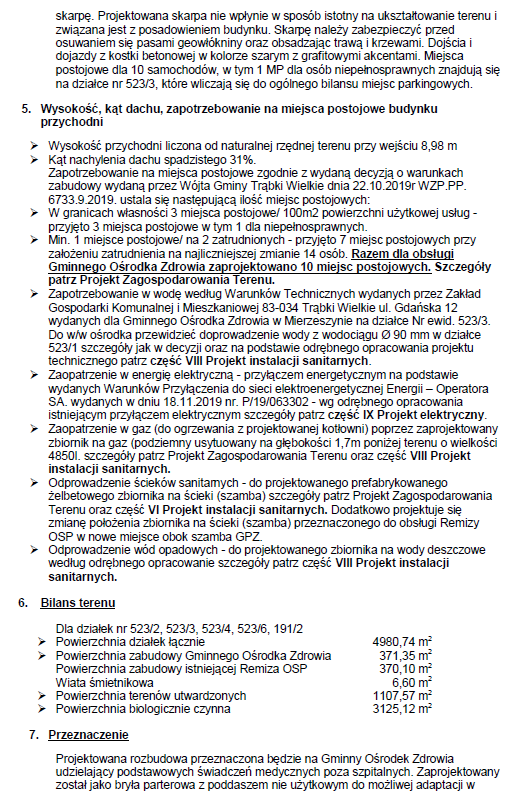 skarpę. Projektowana skarpa nie wpłynie w sposób istotny na ukształtowanie terenu i
związana jest z posadowieniem budynku. Skarpę należy zabezpieczyć przed
osuwaniem się pasami geowłókniny oraz obsadzając trawą i krzewami. Dojścia i
dojazdy z kostki betonowej w kolorze szarym z grafitowymi akcentami. Miejsca
postojowe dla 10 samochodów, w tym 1 MP dla osób niepełnosprawnych znajdują się
na działce nr 523/3, które wliczają się do ogólnego bilansu miejsc parkingowych.
5. Wysokość, kąt dachu, zapotrzebowanie na miejsca postojowe budynku
przychodni
➢ Wysokość przychodni liczona od naturalnej rzędnej terenu przy wejściu 8,98 m
➢ Kąt nachylenia dachu spadzistego 31%.
Zapotrzebowanie na miejsca postojowe zgodnie z wydaną decyzją o warunkach
zabudowy wydaną przez Wójta Gminy Trąbki Wielkie dnia 22.10.2019r WZP.PP.
6733.9.2019. ustala się następującą ilość miejsc postojowych:
➢ W granicach własności 3 miejsca postojowe/ 100m2 powierzchni użytkowej usług -
przyjęto 3 miejsca postojowe w tym 1 dla niepełnosprawnych.
➢ Min. 1 miejsce postojowe/ na 2 zatrudnionych - przyjęto 7 miejsc postojowych przy
założeniu zatrudnienia na najliczniejszej zmianie 14 osób. Razem dla obsługi
Gminnego Ośrodka Zdrowia zaprojektowano 10 miejsc postojowych. Szczegóły
patrz Projekt Zagospodarowania Terenu.
➢ Zapotrzebowanie w wodę według Warunków Technicznych wydanych przez Zakład
Gospodarki Komunalnej i Mieszkaniowej 83-034 Trąbki Wielkie ul. Gdańska 12
wydanych dla Gminnego Ośrodka Zdrowia w Mierzeszynie na działce Nr ewid. 523/3.
Do w/w ośrodka przewidzieć doprowadzenie wody z wodociągu Ø 90 mm w działce
523/1 szczegóły jak w decyzji oraz na podstawie odrębnego opracowania projektu
technicznego patrz część VIII Projekt instalacji sanitarnych.
➢ Zaopatrzenie w energię elektryczną - przyłączem energetycznym na podstawie
wydanych Warunków Przyłączenia do sieci elektroenergetycznej Energii – Operatora
SA. wydanych w dniu 18.11.2019 nr. P/19/063302 - wg odrębnego opracowania
istniejącym przyłączem elektrycznym szczegóły patrz część IX Projekt elektryczny.
➢ Zaopatrzenie w gaz (do ogrzewania z projektowanej kotłowni) poprzez zaprojektowany
zbiornik na gaz (podziemny usytuowany na głębokości 1,7m poniżej terenu o wielkości
4850l. szczegóły patrz Projekt Zagospodarowania Terenu oraz część VIII Projekt
instalacji sanitarnych.
➢ Odprowadzenie ścieków sanitarnych - do projektowanego prefabrykowanego
żelbetowego zbiornika na ścieki (szamba) szczegóły patrz Projekt Zagospodarowania
Terenu oraz część VI Projekt instalacji sanitarnych. Dodatkowo projektuje się
zmianę położenia zbiornika na ścieki (szamba) przeznaczonego do obsługi Remizy
OSP w nowe miejsce obok szamba GPZ.
➢ Odprowadzenie wód opadowych - do projektowanego zbiornika na wody deszczowe
według odrębnego opracowanie szczegóły patrz część VIII Projekt instalacji
sanitarnych.
6. Bilans terenu
Dla działek nr 523/2, 523/3, 523/4, 523/6, 191/2
➢ Powierzchnia działek łącznie 4980,74 m²
➢ Powierzchnia zabudowy Gminnego Ośrodka Zdrowia 371,35 m²
Powierzchnia zabudowy istniejącej Remiza OSP 370,10 m²
Wiata śmietnikowa 6,60 m²
➢ Powierzchnia terenów utwardzonych 1107,57 m²
➢ Powierzchnia biologicznie czynna 3125,12 m²
7. Przeznaczenie
Projektowana rozbudowa przeznaczona będzie na Gminny Ośrodek Zdrowia
udzielający podstawowych świadczeń medycznych poza szpitalnych. Zaprojektowany
został jako bryła parterowa z poddaszem nie użytkowym do możliwej adaptacji w